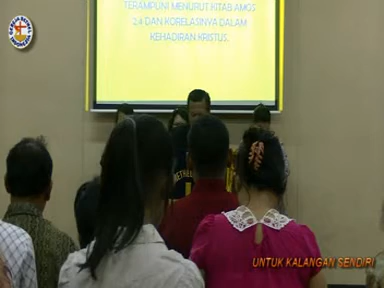 TERAMPUNI MENURUT KITAB AMOS
2:4 DAN KORELASINYA DALAM
KEHADIRAN KRISTUS.
UNTUK KALANGAN SENDIRI